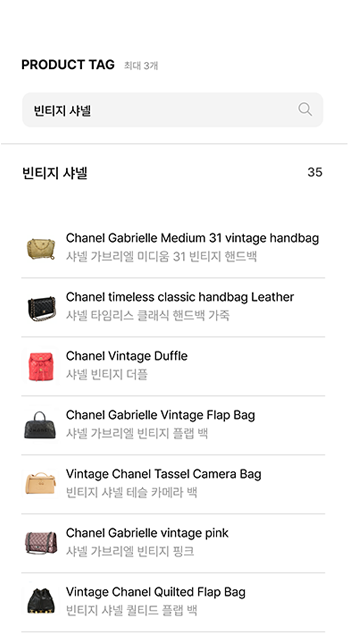 PRODUCT TAG 최대 3개
빈티지 샤넬
빈티지 샤넬 35
Chanel Gabrielle Medium 31 vintage handbag
샤넬 가브리엘 미디움 31 빈티지 핸드백
Chanel timeless classic handbag Leather
샤넬 타임리스 클래식 핸드백 가죽
Chanel Vintage Duffle
샤넬 빈티지 더플
Chanel Gabrielle Vintage Flap Bag
샤넬 가브리엘 빈티지 플랩 백
Vintage Chanel Tassel Camera Bag
빈티지 샤넬 테슬 카메라 백
Chanel Gabrielle vintage pink
샤넬 가브리엘 빈티지 핑크
Vintage Chanel Quilted Flap Bag
빈티지 샤넬 퀄티드 플랩 백